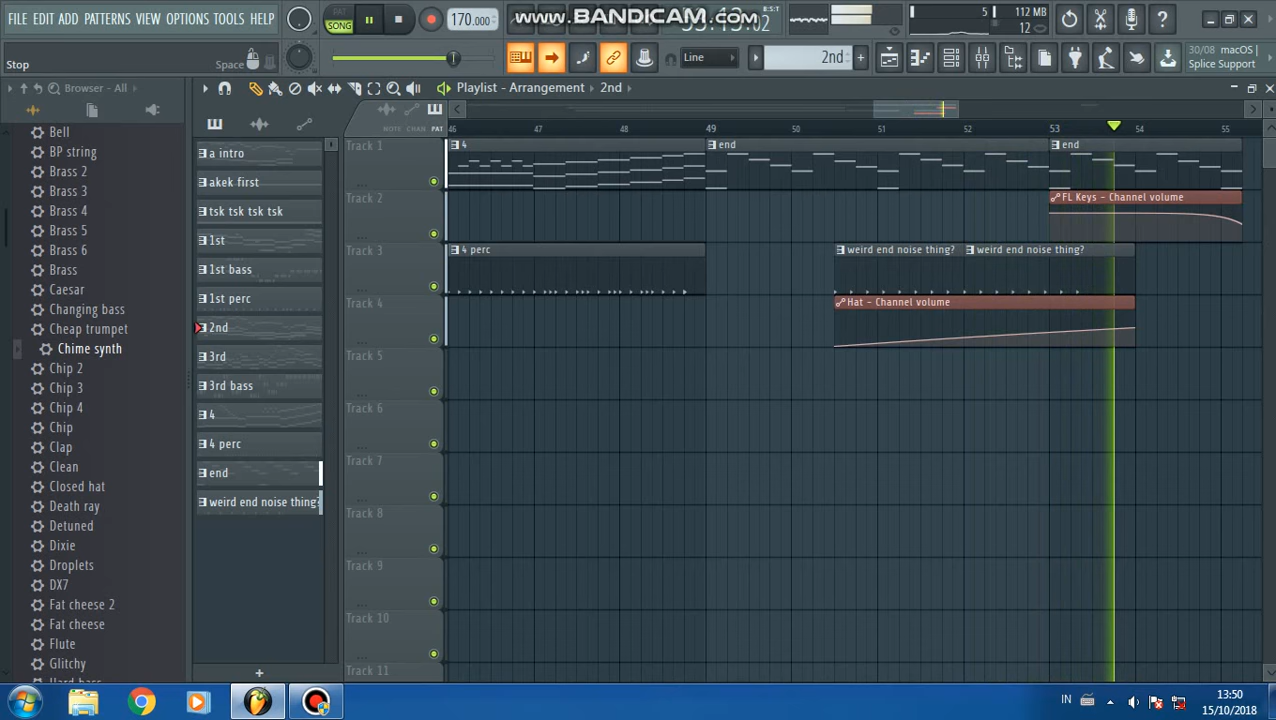 FILE EDIT ADD PATTERNS VIEW OPTIONS TOOLS HELP
PAT
SONG
170.000
www.BANDICAM.com
02
B:S:T
5
112 MB
12
Stop
Space
Line
2nd
30/08 macOS
Splice Support
Browser - All
Playlist - Arrangement
2nd
NOTE CHAN PAT
46 47 48 49 50 51 52 53 54 55
Bell
BP string
Brass 2
Brass 3
Brass 4
Brass 5
Brass 6
Brass
Caesar
Changing bass
Cheap trumpet
Chime synth
Chip 2
Chip 3
Chip 4
Chip
Clap
Clean
Closed hat
Death ray
Detuned
Dixie
Droplets
DX7
Fat cheese 2
Fat cheese
Flute
Glitchy
Hard bass
a intro
akek first
tsk tsk tsk tsk
1st
1st bass
1st perc
2nd
3rd
3rd bass
4
4 perc
end
weird end noise thing?
Track 1
4
end
end
Track 2
FL Keys - Channel volume
Track 3
4 perc
weird end noise thing?
weird end noise thing?
Track 4
Hat - Channel volume
Track 5
Track 6
Track 7
Track 8
Track 9
Track 10
Track 11
IN
13:50
15/10/2018